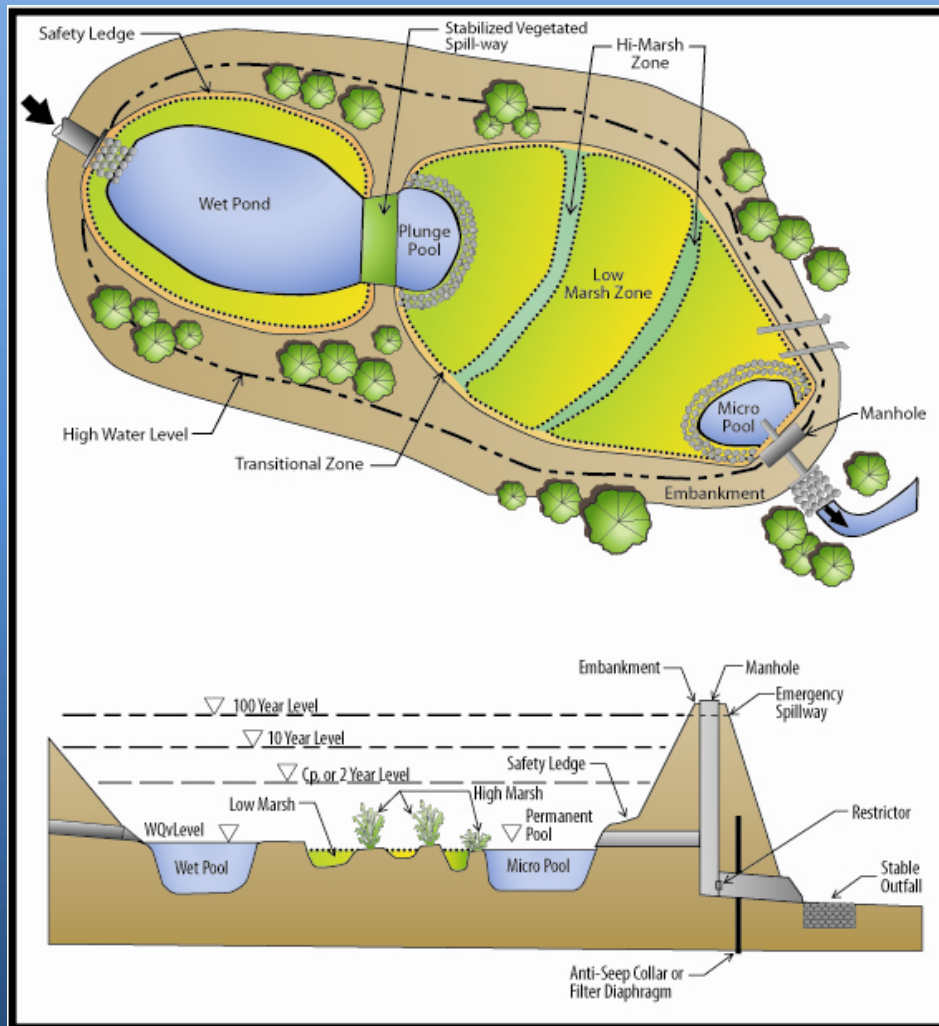 Safety Ledge
Stabilized Vegetated
Spill-way
Hi-Marsh
Zone
Wet Pond
Plunge
Pool
Low
Marsh Zone
Micro
Pool
Manhole
High Water Level
Transitional Zone
Embankment
Embankment
Manhole
Emergency
Spillway
100 Year Level
10 Year Level
Cp, or 2 Year Level
Safety Ledge
High Marsh
Low Marsh
Permanent
Pool
Restrictor
WQvLevel
Wet Pool
Micro Pool
Stable
Outfall
Anti-Seep Collar or
Filter Diaphragm